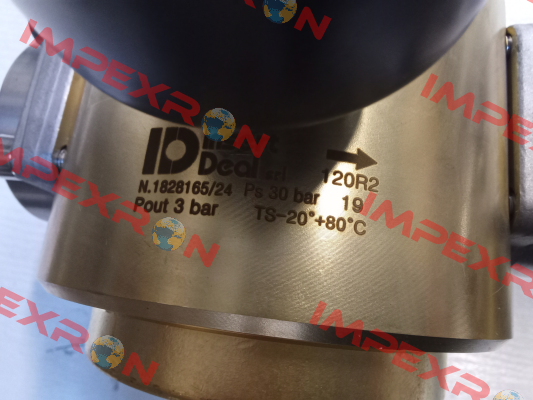 ID
Deal srl
120R2
N.1828165/24 Ps 30 bar 19
Pout 3 bar TS-20°+80°C
IMPEXRON
IMPEXRON
IMPEXRON
IMPEXRON
IMPEXRON
IMPEXRON